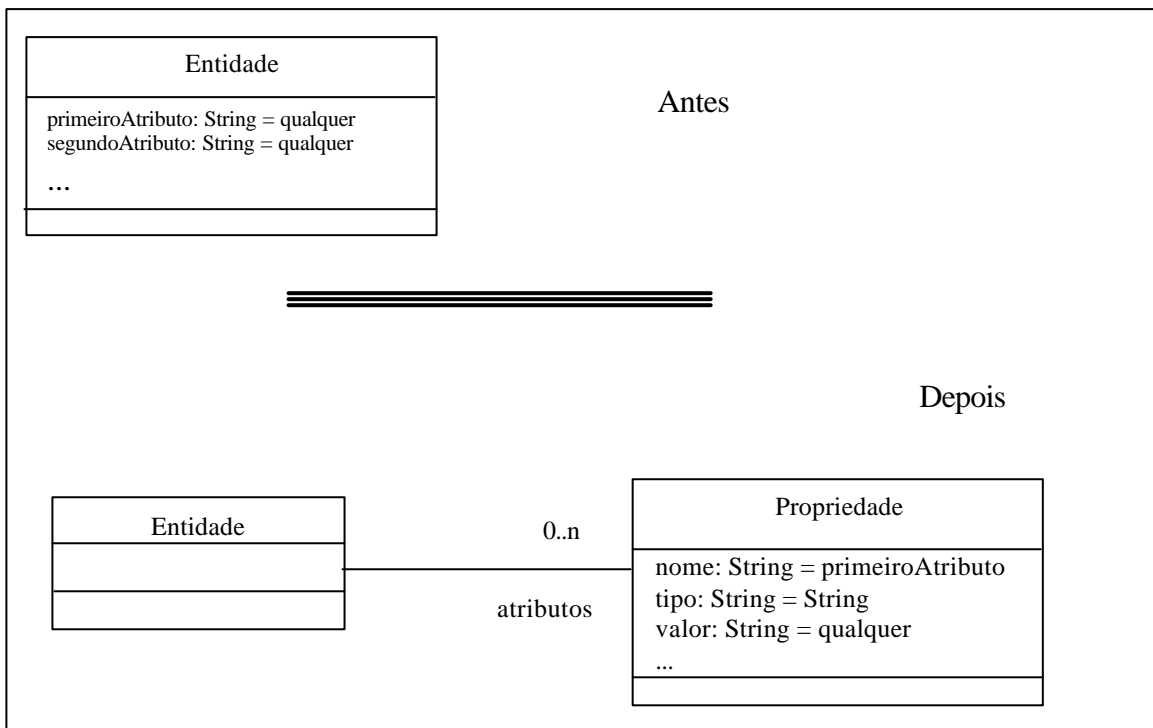 Entidade
primeiroAtributo: String = qualquer
segundoAtributo: String = qualquer
...
Antes
Depois
Entidade
0..n
atributos
Propriedade
nome: String = primeiroAtributo
tipo: String = String
valor: String = qualquer
...